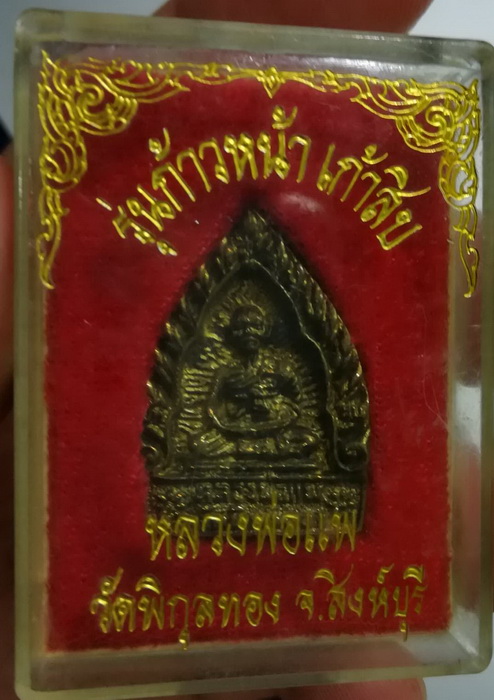 รุ่นก้าวหน้า เก้าสิบ
หลวงพ่อแพ
วัดพิกุลทอง จ.สิงห์บุรี